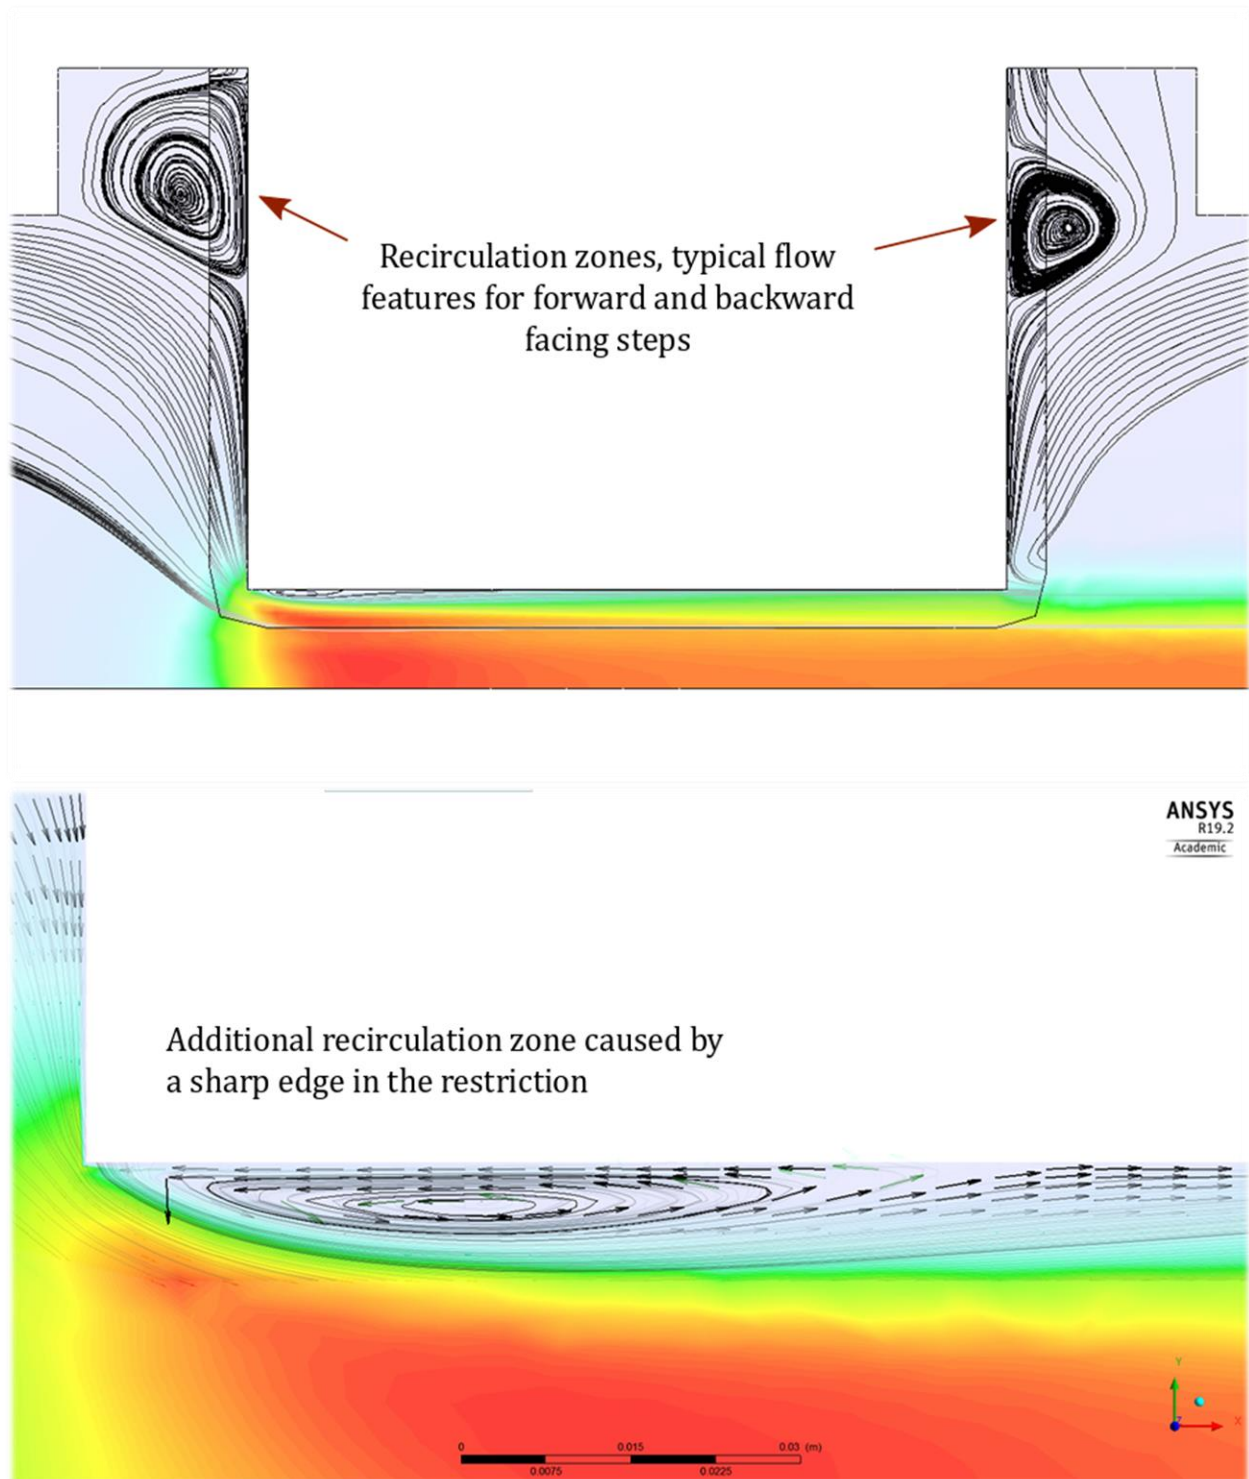 Recirculation zones, typical flow
features for forward and backward
facing steps
ANSYS
R19.2
Academic
Additional recirculation zone caused by
a sharp edge in the restriction
Y
X
Z
0 0.015 0.03 (m)
0.0075 0.0225